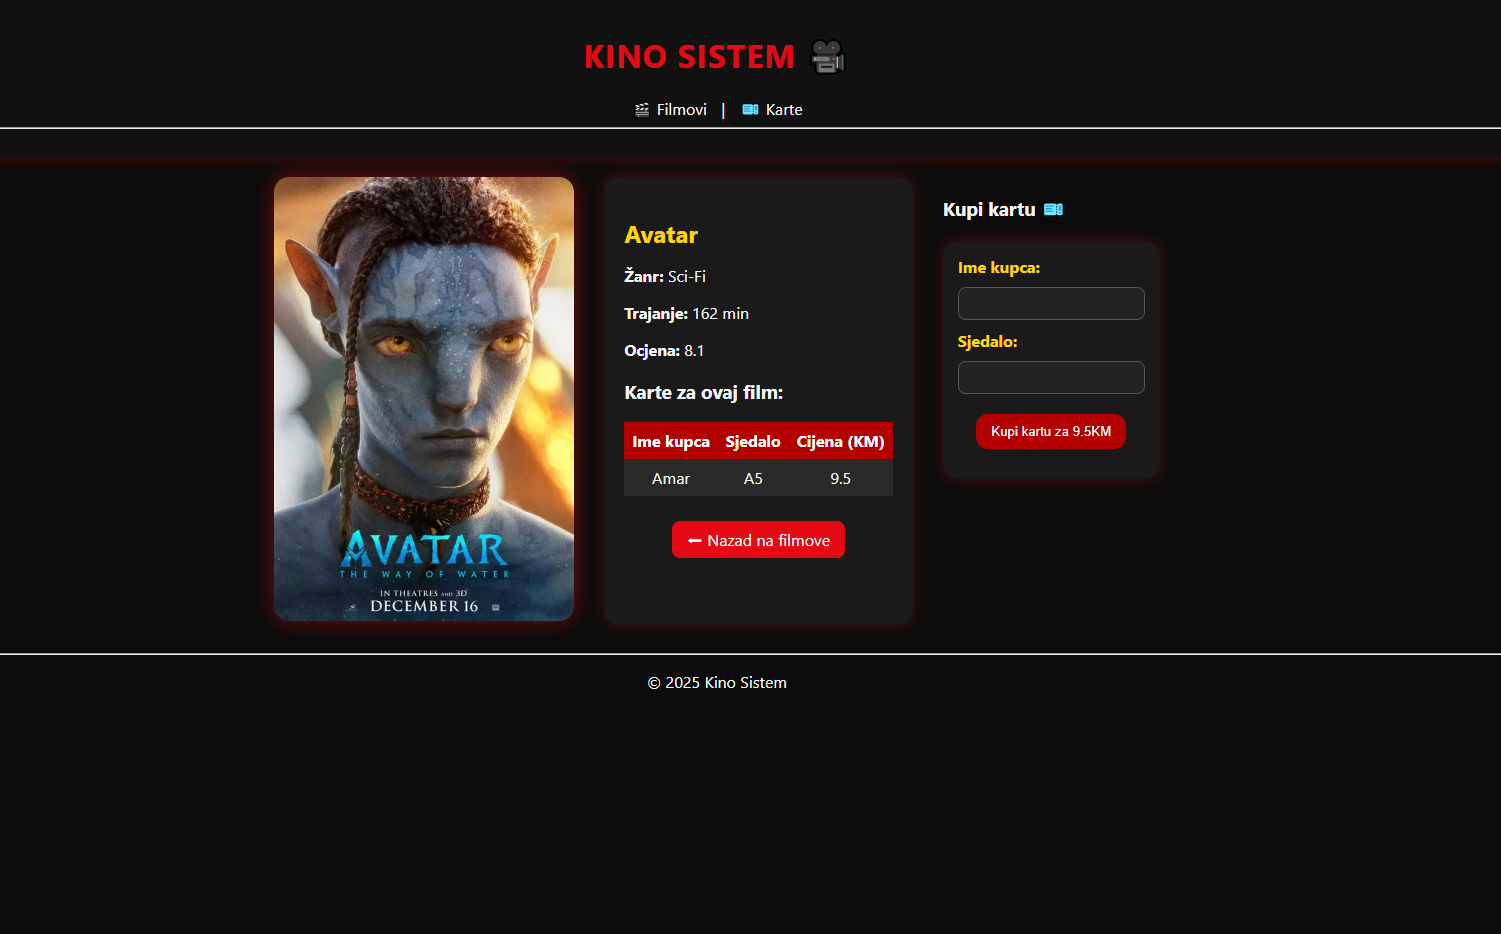 KINO SISTEM
Filmovi | Karte
AVATAR
THE WAY OF WATER
IN THEATRES AND 3D
DECEMBER 16
Avatar
Žanr: Sci-Fi
Trajanje: 162 min
Ocjena: 8.1
Karte za ovaj film:
Ime kupca Sjedalo Cijena (KM)
Amar A5 9.5
Nazad na filmove
Kupi kartu
Ime kupca:
Sjedalo:
Kupi kartu za 9.5KM
© 2025 Kino Sistem